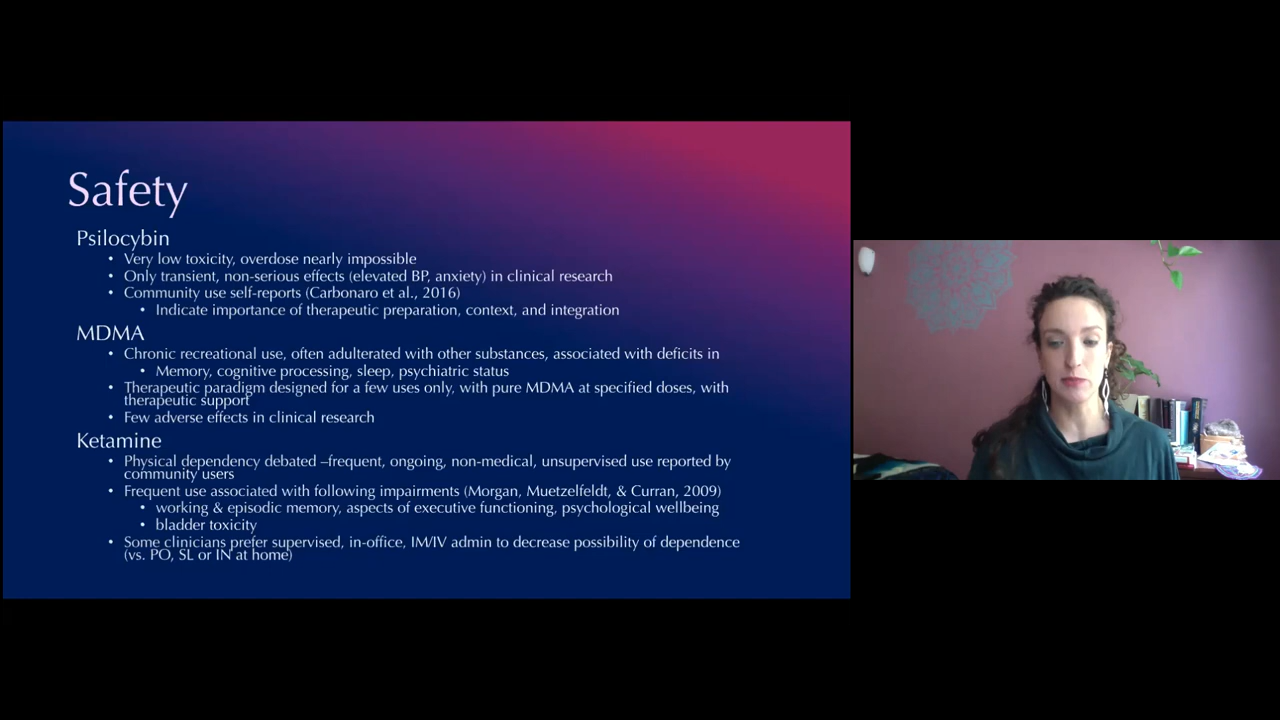 Safety
Psilocybin
• Very low toxicity, overdose nearly impossible
• Only transient, non-serious effects (elevated BP, anxiety) in clinical research
• Community use self-reports (Carbonaro et al., 2016)
• Indicate importance of therapeutic preparation, context, and integration
MDMA
• Chronic recreational use, often adulterated with other substances, associated with deficits in
• Memory, cognitive processing, sleep, psychiatric status
• Therapeutic paradigm designed for a few uses only, with pure MDMA at specified doses, with
therapeutic support
• Few adverse effects in clinical research
Ketamine
• Physical dependency debated –frequent, ongoing, non-medical, unsupervised use reported by
community users
• Frequent use associated with following impairments (Morgan, Muetzelfeldt, & Curran, 2009)
• working & episodic memory, aspects of executive functioning, psychological wellbeing
• bladder toxicity
• Some clinicians prefer supervised, in-office, IM/IV admin to decrease possibility of dependence
(vs. PO, SL or IN at home)